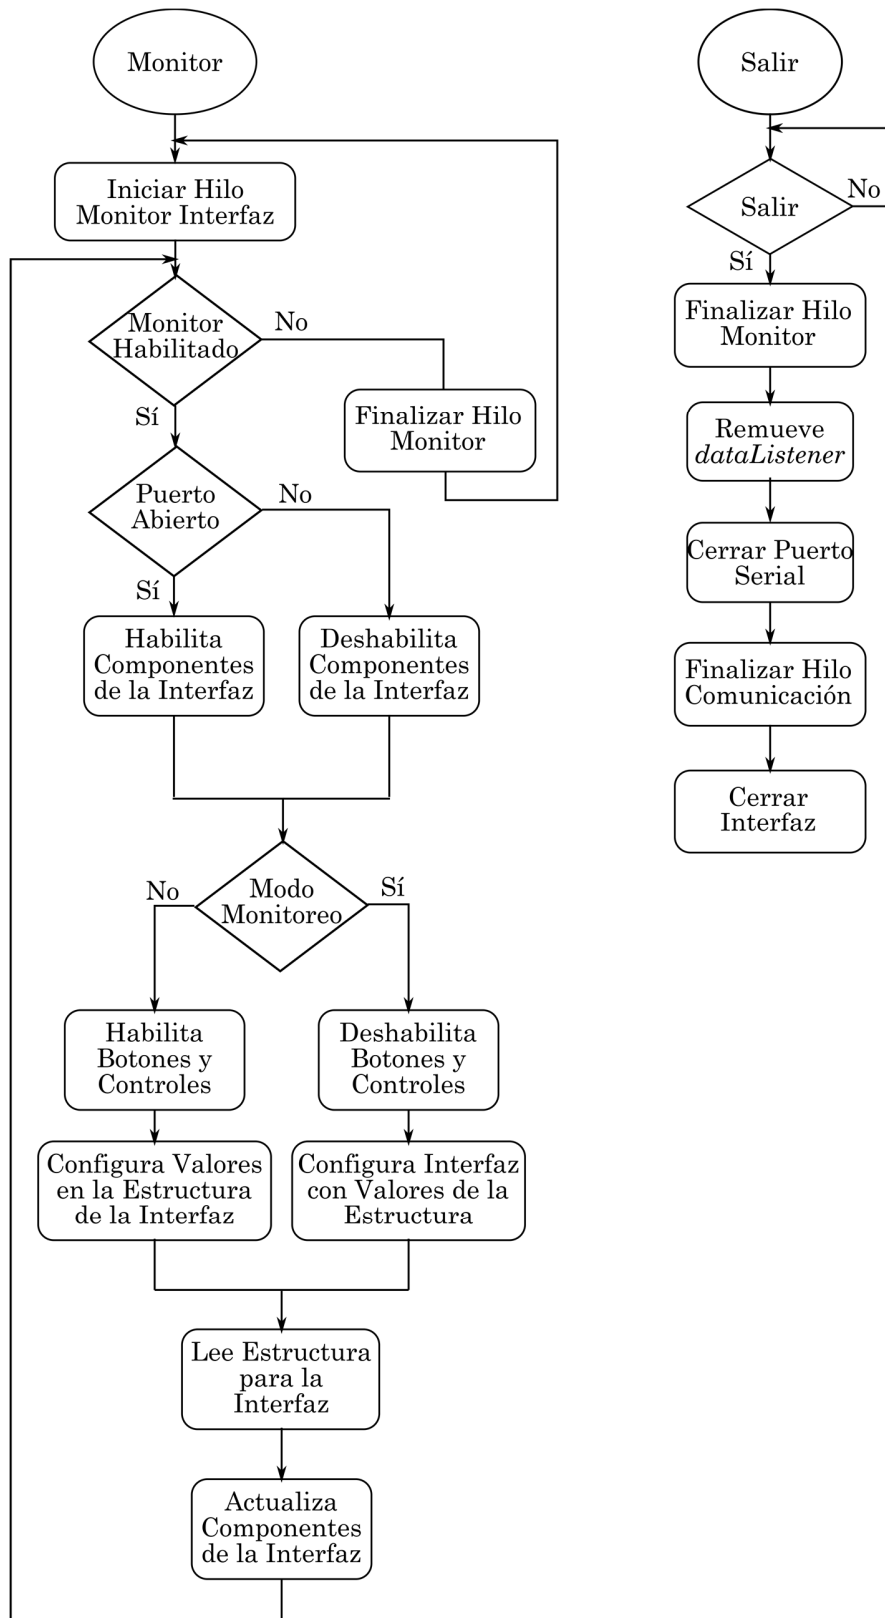 Monitor
Iniciar Hilo
Monitor Interfaz
Monitor
Habilitado
No
Sí
Finalizar Hilo
Monitor
Puerto
Abierto
No
Sí
Habilita
Componentes
de la Interfaz
Deshabilita
Componentes
de la Interfaz
Modo
Monitoreo
No
Sí
Habilita
Botones y
Controles
Deshabilita
Botones y
Controles
Configura Valores
en la Estructura
de la Interfaz
Configura Interfaz
con Valores de la
Estructura
Lee Estructura
para la
Interfaz
Actualiza
Componentes
de la Interfaz
Salir
Salir
No
Sí
Finalizar Hilo
Monitor
Remueve
dataListener
Cerrar Puerto
Serial
Finalizar Hilo
Comunicación
Cerrar
Interfaz